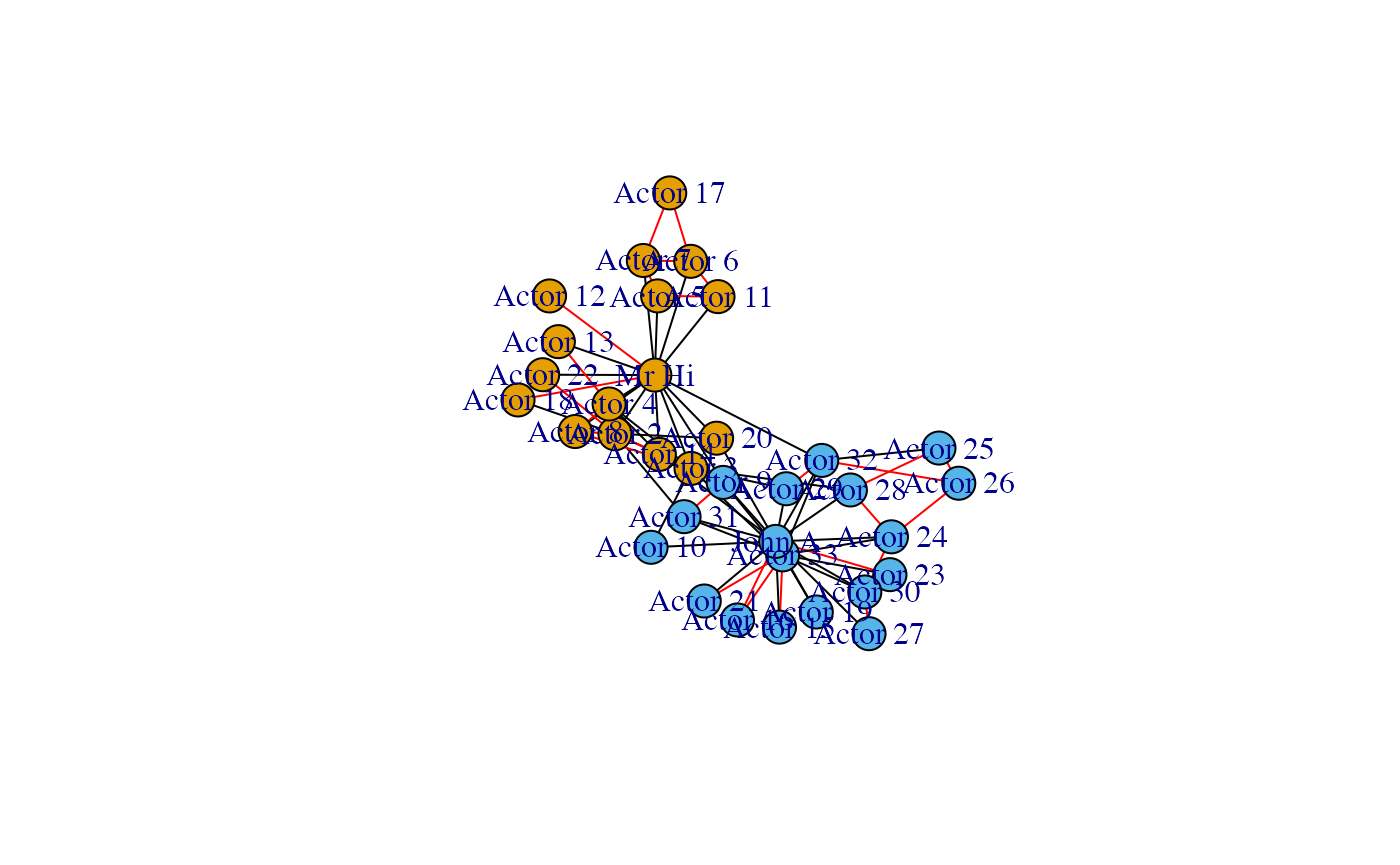 Actor 17
Actor 7
Actor 6
Actor 12
Actor 5
Actor 11
Actor 13
Actor 22
Mr Hi
Actor 18
Actor 4
Actor 8
Actor 2
Actor 20
Actor 14
Actor 3
Actor 32
Actor 25
Actor 9
Actor 29
Actor 28
Actor 26
Actor 31
Actor 10
John A
Actor 33
Actor 24
Actor 23
Actor 30
Actor 21
Actor 16
Actor 19
Actor 15
Actor 27